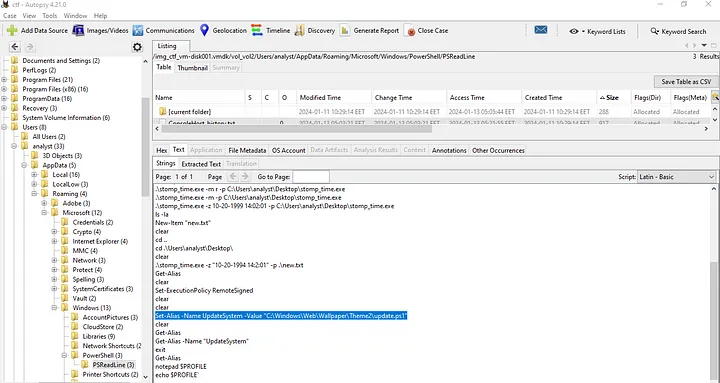 ctf - Autopsy 4.21.0
Case View Tools Window Help
Add Data Source Images/Videos Communications Geolocation Timeline Discovery Generate Report Close Case Keyword Lists Keyword Search
Listing
/img_ctf_vm-disk001.vmdk/vol_vol2/Users/analyst/AppData/Roaming/Microsoft/Windows/PowerShell/PSReadLine
3 Results
Table Thumbnail Summary
Save Table as CSV
Name S C O Modified Time Change Time Access Time Created Time Size Flags(Dir) Flags(Meta)
[current folder] 2024-01-11 10:29:14 EET 2024-01-11 10:29:14 EET 2024-01-13 05:05:44 EET 2024-01-11 10:29:14 EET 288 Allocated Allocated
ConsoleHost_history.txt 0
Documents and Settings (2)
PerfLogs (2)
Program Files (21)
Program Files (x86) (16)
ProgramData (16)
Recovery (3)
System Volume Information (6)
Users (8)
All Users (2)
analyst (33)
3D Objects (3)
AppData (5)
Local (16)
LocalLow (3)
Roaming (4)
Adobe (3)
Microsoft (12)
Credentials (2)
Crypto (4)
Internet Explorer (4)
MMC (4)
Network (3)
Protect (4)
Spelling (3)
SystemCertificates (3)
Vault (2)
Windows (13)
AccountPictures (3)
CloudStore (2)
Libraries (9)
Network Shortcuts (2)
PowerShell (3)
PSReadLine (3)
Printer Shortcuts (2)
Hex Text Application File Metadata OS Account Data Artifacts Analysis Results Context Annotations Other Occurrences
Strings Extracted Text Translation
Page: 1 of 1 Page Go to Page: Script: Latin - Basic
.\stomp_time.exe -m r -p C:\Users\analyst\Desktop\stomp_time.exe
.\stomp_time.exe -m -p C:\Users\analyst\Desktop\stomp_time.exe
.\stomp_time.exe -z 10-20-1999 14:02:01 -p C:\Users\analyst\Desktop\stomp_time.exe
ls -la
New-Item "new.txt"
clear
cd ..
cd .\Users\analyst\Desktop\
clear
.\stomp_time.exe -z "10-20-1994 14:2:01" -p .\new.txt
Get-Alias
clear
Set-ExecutionPolicy RemoteSigned
clear
clear
Set-Alias -Name UpdateSystem -Value "C:\Windows\Web\Wallpaper\Theme2\update.ps1"
clear
Get-Alias
Get-Alias -Name "UpdateSystem"
exit
Get-Alias
notepad $PROFILE
echo $PROFILE`